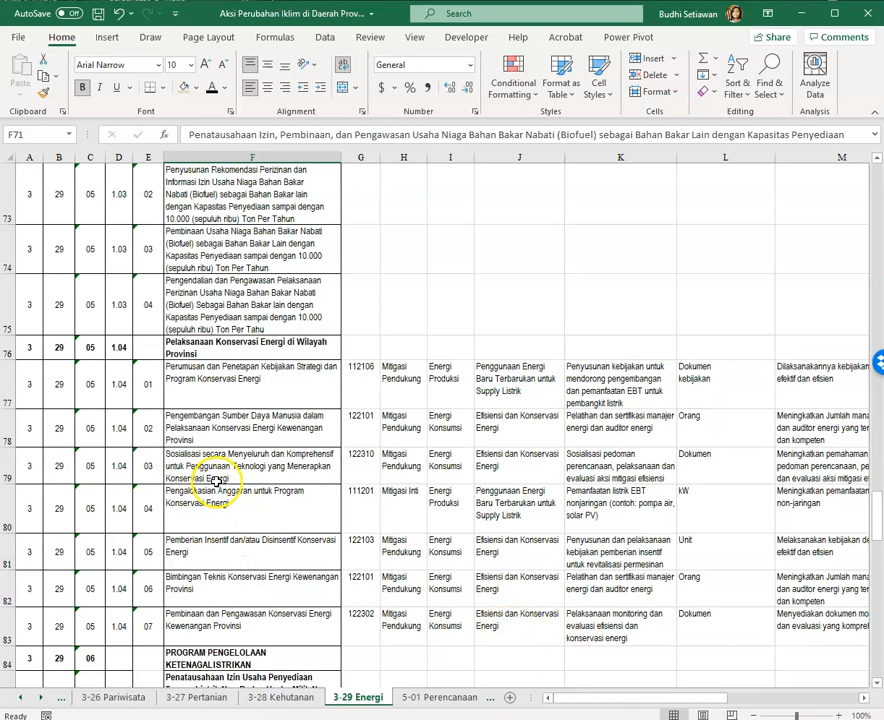 AutoSave Off Aksi Perubahan Iklim di Daerah Prov... Search Budhi Setiawan
File Home Insert Draw Page Layout Formulas Data Review View Developer Help Acrobat Power Pivot Share Comments
Arial Narrow 10 General Insert Delete Format
Paste Conditional Formatting Format as Table Cell Styles Sort & Filter Find & Select Analyze Data
Clipboard Font Alignment Number Styles Cells Editing Analysis
F71 fx Penatausahaan Izin, Pembinaan, dan Pengawasan Usaha Niaga Bahan Bakar Nabati (Biofuel) sebagai Bahan Bakar Lain dengan Kapasitas Penyediaan
A B C D E F G H I J K L M
73 3 29 05 1.03 02 Penyusunan Rekomendasi Perizinan dan
Informasi Izin Usaha Niaga Bahan Bakar
Nabati (Biofuel) sebagai Bahan Bakar lain
dengan Kapasitas Penyediaan sampai dengan
10.000 (sepuluh ribu) Ton Per Tahun
74 3 29 05 1.03 03 Pembinaan Usaha Niaga Bahan Bakar Nabati
(Biofuel) sebagai Bahan Bakar Lain dengan
Kapasitas Penyediaan sampai dengan 10.000
(sepuluh ribu) Ton Per Tahun
75 3 29 05 1.03 04 Pengendalian dan Pengawasan Pelaksanaan
Perizinan Usaha Niaga Bahan Bakar Nabati
(Biofuel) Sebagai Bahan Bakar lain dengan
Kapasitas Penyediaan sampai dengan 10.000
(sepuluh ribu) Ton Per Tahu
76 3 29 05 1.04 Pelaksanaan Konservasi Energi di Wilayah
Provinsi
77 3 29 05 1.04 01 Perumusan dan Penetapan Kebijakan Strategi dan 112106 Mitigasi Energi Penggunaan Energi Penyusunan kebijakan untuk Dokumen Dilaksanakannya kebijakan
Program Konservasi Energi Pendukung Produksi Baru Terbarukan untuk mendorong pengembangan kebijakan efektif dan efisien
Supply Listrik dan pemanfaatan EBT untuk
pembangkit listrik
78 3 29 05 1.04 02 Pengembangan Sumber Daya Manusia dalam 122101 Mitigasi Energi Efisiensi dan Konservasi Pelatihan dan sertifikasi manajer Orang Meningkatkan Jumlah mana
Pelaksanaan Konservasi Energi Kewenangan Pendukung Konsumsi Energi energi dan auditor energi dan auditor energi yang ter
Provinsi dan kompeten
79 3 29 05 1.04 03 Sosialisasi secara Menyeluruh dan Komprehensif 122310 Mitigasi Energi Efisiensi dan Konservasi Sosialisasi pedoman Dokumen Meningkatkan pemahaman
untuk Penggunaan Teknologi yang Menerapkan Pendukung Konsumsi Energi perencanaan, pelaksanaan dan pedoman perencanaan, pe
Konservasi Energi evaluasi aksi mitigasi dan evaluasi aksi mitigasi
80 3 29 05 1.04 04 Pengalokasian Anggaran untuk Program 111201 Mitigasi Inti Energi Penggunaan Energi Pemanfaatan listrik EBT kW Meningkatkan pemanfaatan
Konservasi Energi Produksi Baru Terbarukan untuk nonjaringan (contoh: pompa air, non-jaringan
Supply Listrik solar PV)
81 3 29 05 1.04 05 Pemberian Insentif dan/atau Disinsentif Konservasi 122103 Mitigasi Energi Efisiensi dan Konservasi Penyusunan dan pelaksanaan Unit Melaksanakan kebijakan
Energi Pendukung Konsumsi Energi kebijakan pemberian insentif efektif dan efisien
untuk revitalisasi permesinan
82 3 29 05 1.04 06 Bimbingan Teknis Konservasi Energi Kewenangan 122101 Mitigasi Energi Efisiensi dan Konservasi Pelatihan dan sertifikasi manajer Orang Meningkatkan Jumlah mana
Provinsi Pendukung Konsumsi Energi energi dan auditor energi dan auditor energi yang ter
dan kompeten
83 3 29 05 1.04 07 Pembinaan dan Pengawasan Konservasi Energi 122302 Mitigasi Energi Efisiensi dan Konservasi Pelaksanaan monitoring dan Dokumen Menyediakan dokumen mo
Kewenangan Provinsi Pendukung Konsumsi Energi evaluasi efisiensi dan dan evaluasi yang kompreh
konservasi energi
84 3 29 06 PROGRAM PENGELOLAAN
KETENAGALISTRIKAN
Penatausahaan Izin Usaha Penyediaan
... 3-26 Pariwisata 3-27 Pertanian 3-28 Kehutanan 3-29 Energi 5-01 Perencanaan ...
Ready 100%